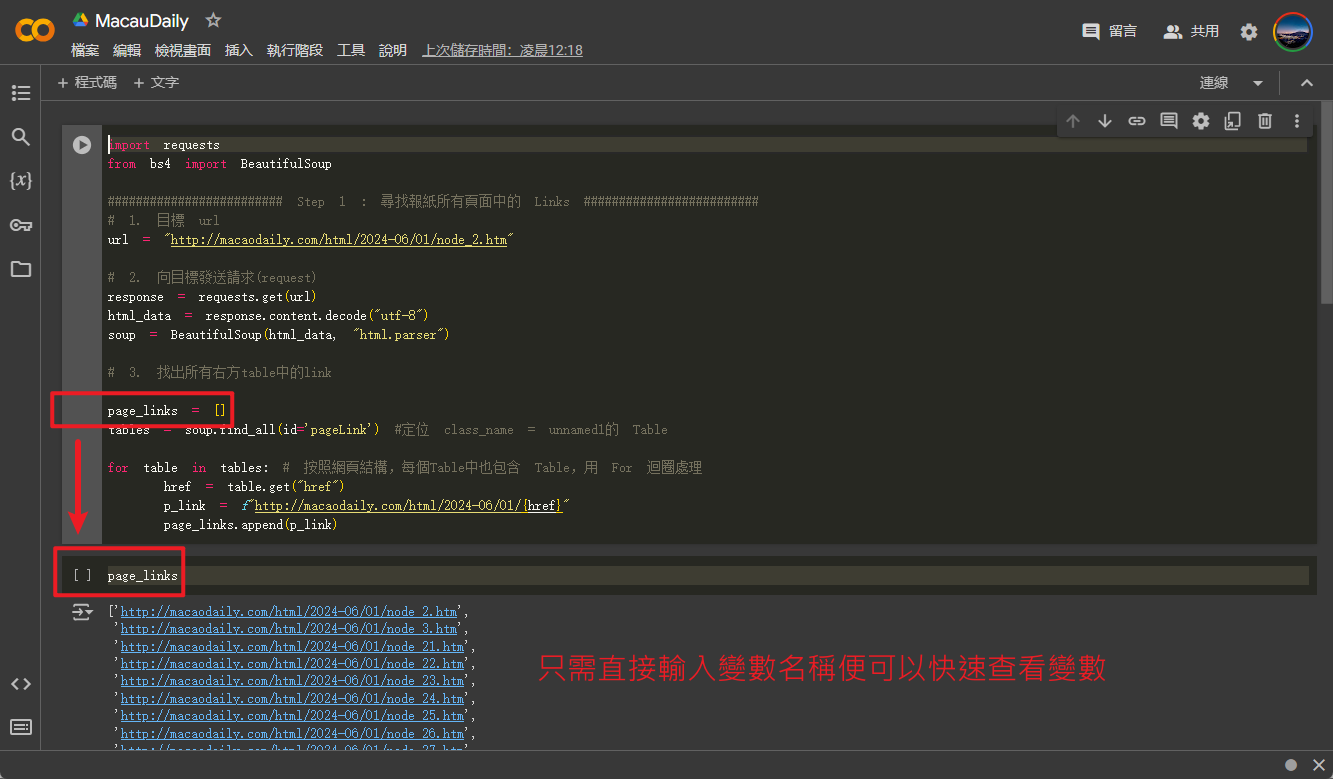 MacauDaily
檔案 編輯 檢視畫面 插入 執行階段 工具 說明 上次儲存時間：凌晨12:18
留言 共用
+ 程式碼 + 文字
連線
import requests
from bs4 import BeautifulSoup
######################### Step 1 : 尋找報紙所有頁面中的 Links #########################
# 1. 目標 url
url = "http://macaodaily.com/html/2024-06/01/node_2.htm"
# 2. 向目標發送請求(request)
response = requests.get(url)
html_data = response.content.decode("utf-8")
soup = BeautifulSoup(html_data, "html.parser")
# 3. 找出所有右方table中的link
page_links = []
tables = soup.find_all(id='pageLink') #定位 class_name = unnamed1的 Table
for table in tables: # 按照網頁結構，每個Table中也包含 Table，用 For 迴圈處理
href = table.get("href")
p_link = f"http://macaodaily.com/html/2024-06/01/{href}"
page_links.append(p_link)
[ ] page_links
['http://macaodaily.com/html/2024-06/01/node_2.htm',
'http://macaodaily.com/html/2024-06/01/node_3.htm',
'http://macaodaily.com/html/2024-06/01/node_21.htm',
'http://macaodaily.com/html/2024-06/01/node_22.htm',
'http://macaodaily.com/html/2024-06/01/node_23.htm',
'http://macaodaily.com/html/2024-06/01/node_24.htm',
'http://macaodaily.com/html/2024-06/01/node_25.htm',
'http://macaodaily.com/html/2024-06/01/node_26.htm',
'http://macaodaily.com/html/2024-06/01/node_27.htm',
只需直接輸入變數名稱便可以快速查看變數